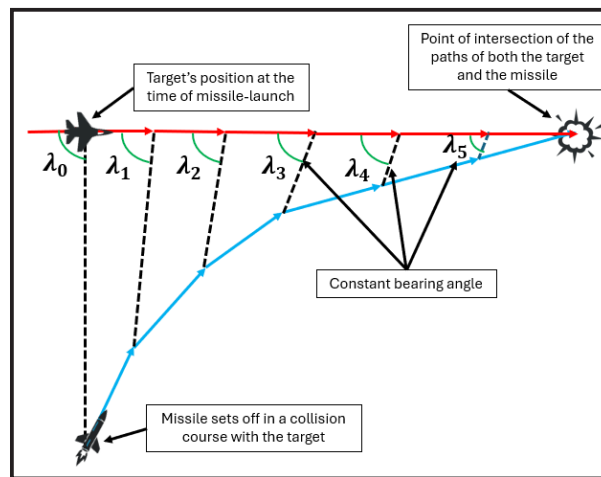 Point of intersection of the
paths of both the target
and the missile
Target's position at the
time of missile-launch
λ0
λ1
λ2
λ3
λ4
λ5
Constant bearing angle
Missile sets off in a collision
course with the target